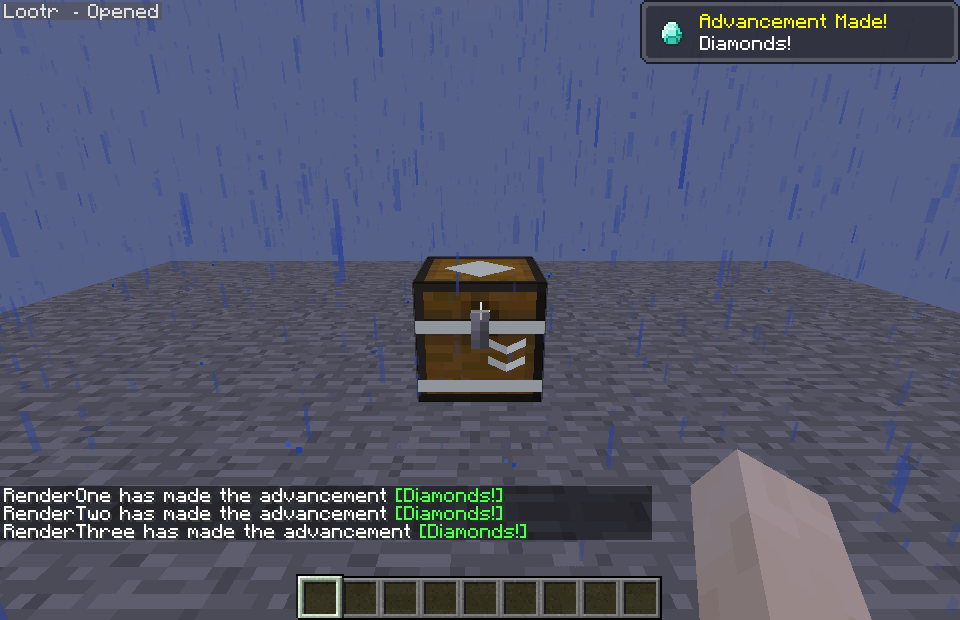 Lootr - Opened
Advancement Made!
Diamonds!
RenderOne has made the advancement [Diamonds!]
RenderTwo has made the advancement [Diamonds!]
RenderThree has made the advancement [Diamonds!]